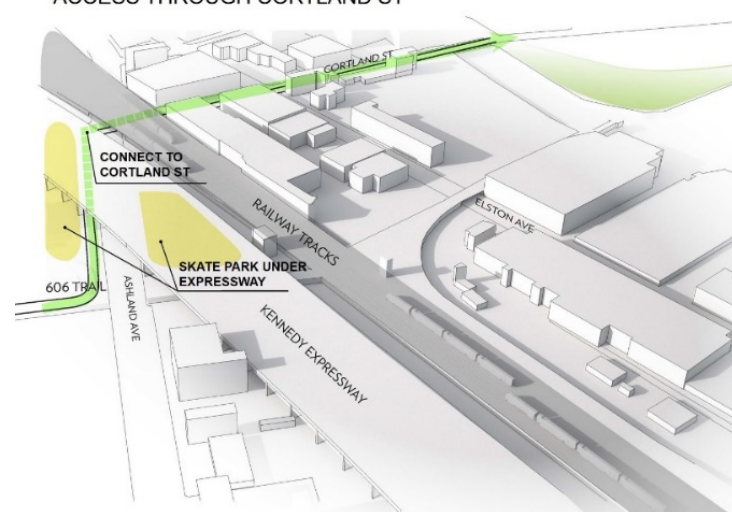 ACCESS THROUGH CORTLAND ST
CORTLAND ST
CONNECT TO
CORTLAND ST
RAILWAY TRACKS
ELSTON AVE
SKATE PARK UNDER
EXPRESSWAY
606 TRAIL
ASHLAND AVE
KENNEDY EXPRESSWAY